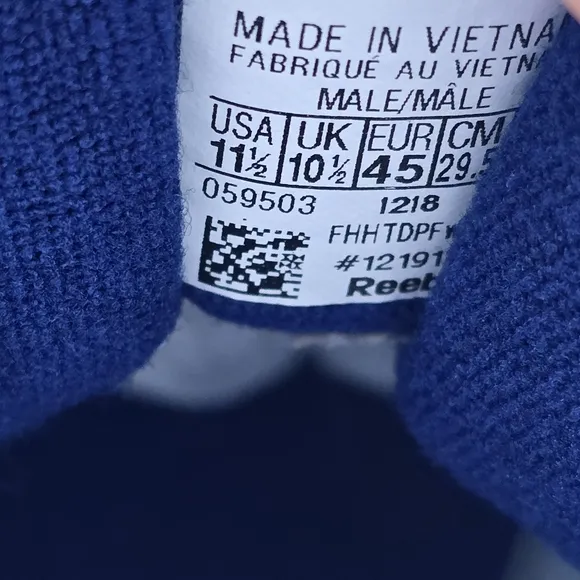 MADE IN VIETNA
FABRIQUÉ AU VIETN
MALE/MÂLE
USA UK EUR CM
11½ 10½ 45 29.5
059503 1218
FHHTDPF
#12191
Reeb